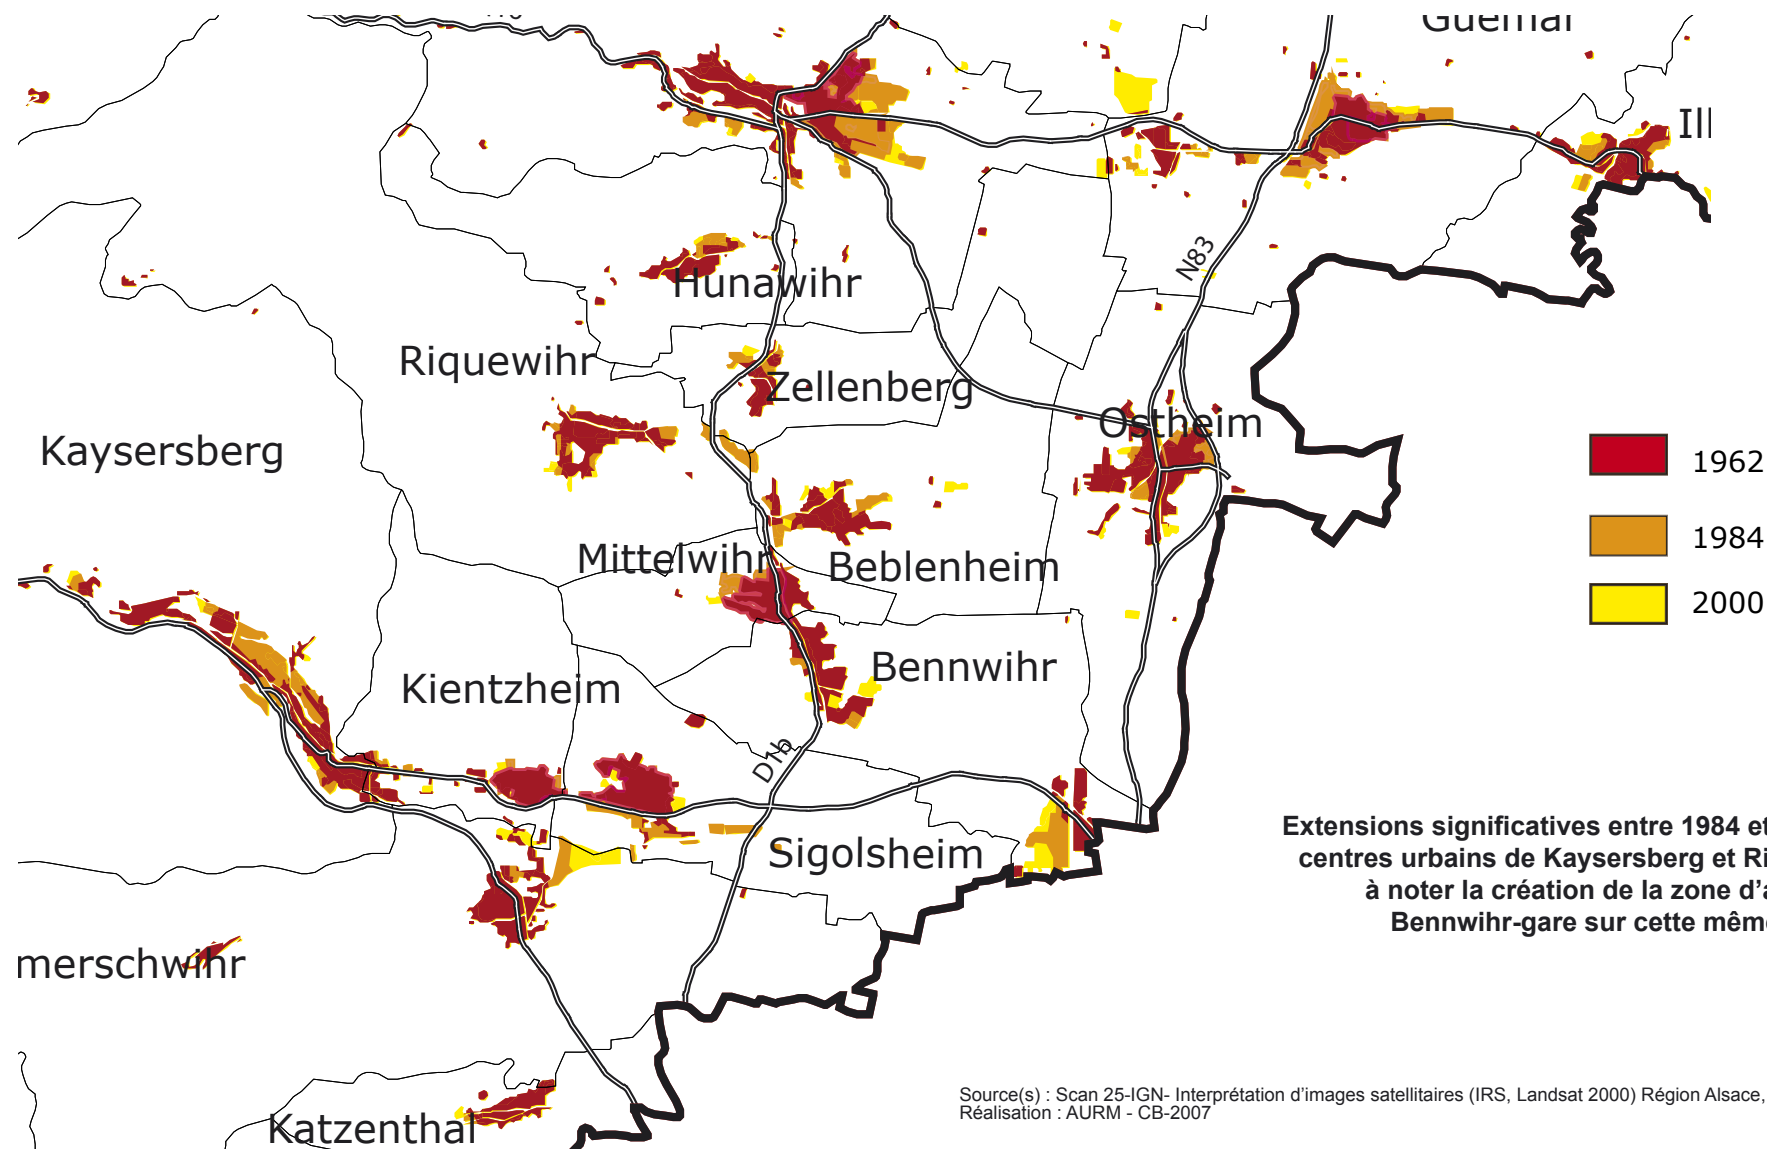 Guémar
Ill
N83
Hunawihr
Riquewihr
Zellenberg
Ostheim
Kaysersberg
1962
1984
2000
Mittelwihr
Beblenheim
Bennwihr
Kientzheim
D1b
Sigolsheim
Extensions significatives entre 1984 et
centres urbains de Kaysersberg et Ri
à noter la création de la zone d'a
Bennwihr-gare sur cette mêm
merschwihr
Katzenthal
Source(s) : Scan 25-IGN- Interprétation d'images satellitaires (IRS, Landsat 2000) Région Alsace,
Réalisation : AURM - CB-2007